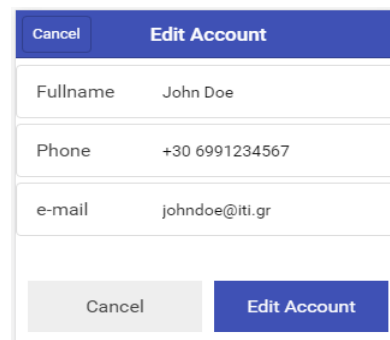 Cancel Edit Account
Fullname John Doe
Phone +30 6991234567
e-mail johndoe@iti.gr
Cancel Edit Account